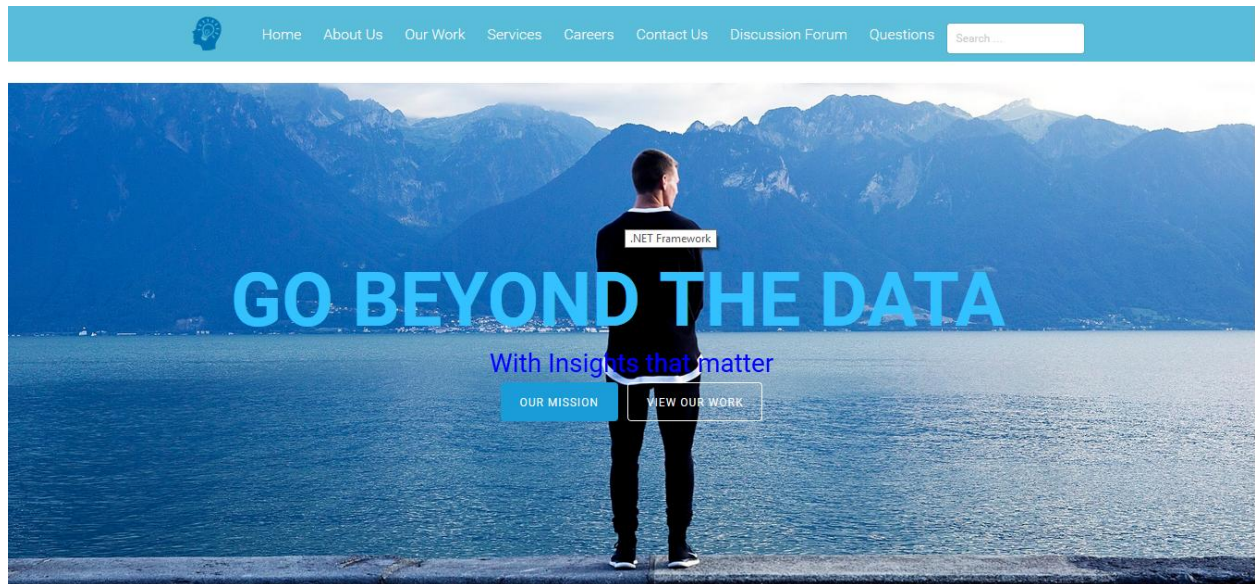 Home About Us Our Work Services Careers Contact Us Discussion Forum Questions Search ...
.NET Framework
GO BEYOND THE DATA
With Insights that matter
OUR MISSION VIEW OUR WORK